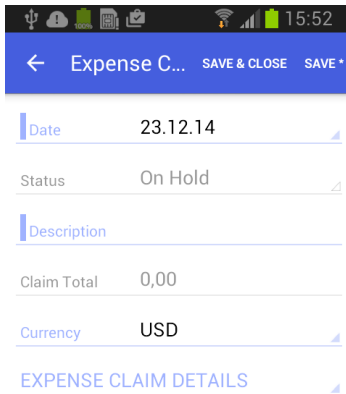 15:52
Expense C... SAVE & CLOSE SAVE *
Date 23.12.14
Status On Hold
Description
Claim Total 0,00
Currency USD
EXPENSE CLAIM DETAILS